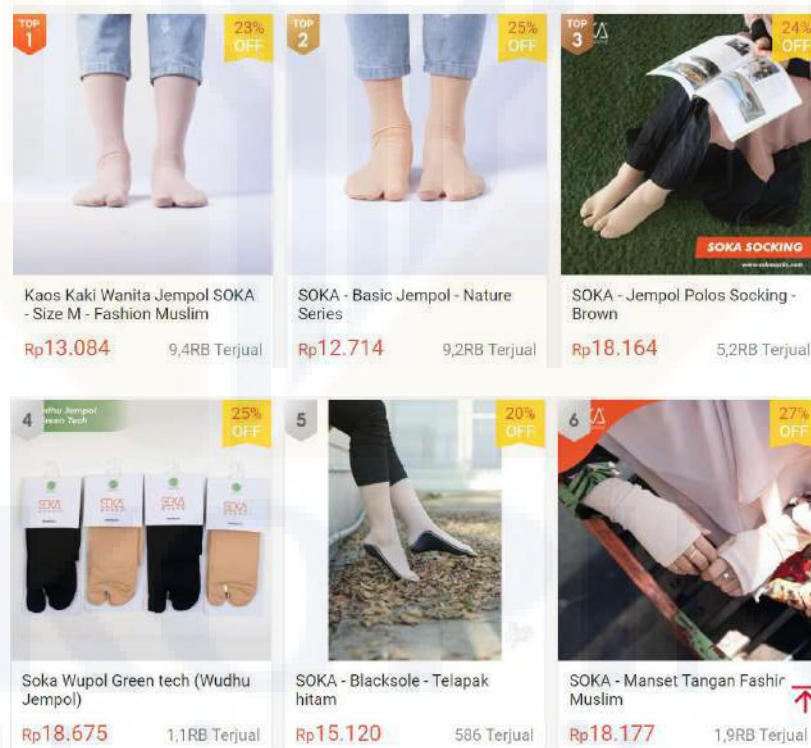 TOP
1
23%
OFF
TOP
2
25%
OFF
TOP
3
24%
OFF
SOKA SOCKING
Kaos Kaki Wanita Jempol SOKA
- Size M - Fashion Muslim
Rp13.084
9,4RB Terjual
SOKA - Basic Jempol - Nature
Series
Rp12.714
9,2RB Terjual
SOKA - Jempol Polos Socking -
Brown
Rp18.164
5,2RB Terjual
4
Jempol
Green Tech
25%
OFF
SOKA
SOKA
SOKA
SOKA
5
20%
OFF
6
27%
OFF
Soka Wupol Green tech (Wudhu
Jempol)
Rp18.675
1,1RB Terjual
SOKA - Blacksole - Telapak
hitam
Rp15.120
586 Terjual
SOKA - Manset Tangan Fashic
Muslim
Rp18.177
1,9RB Terjual